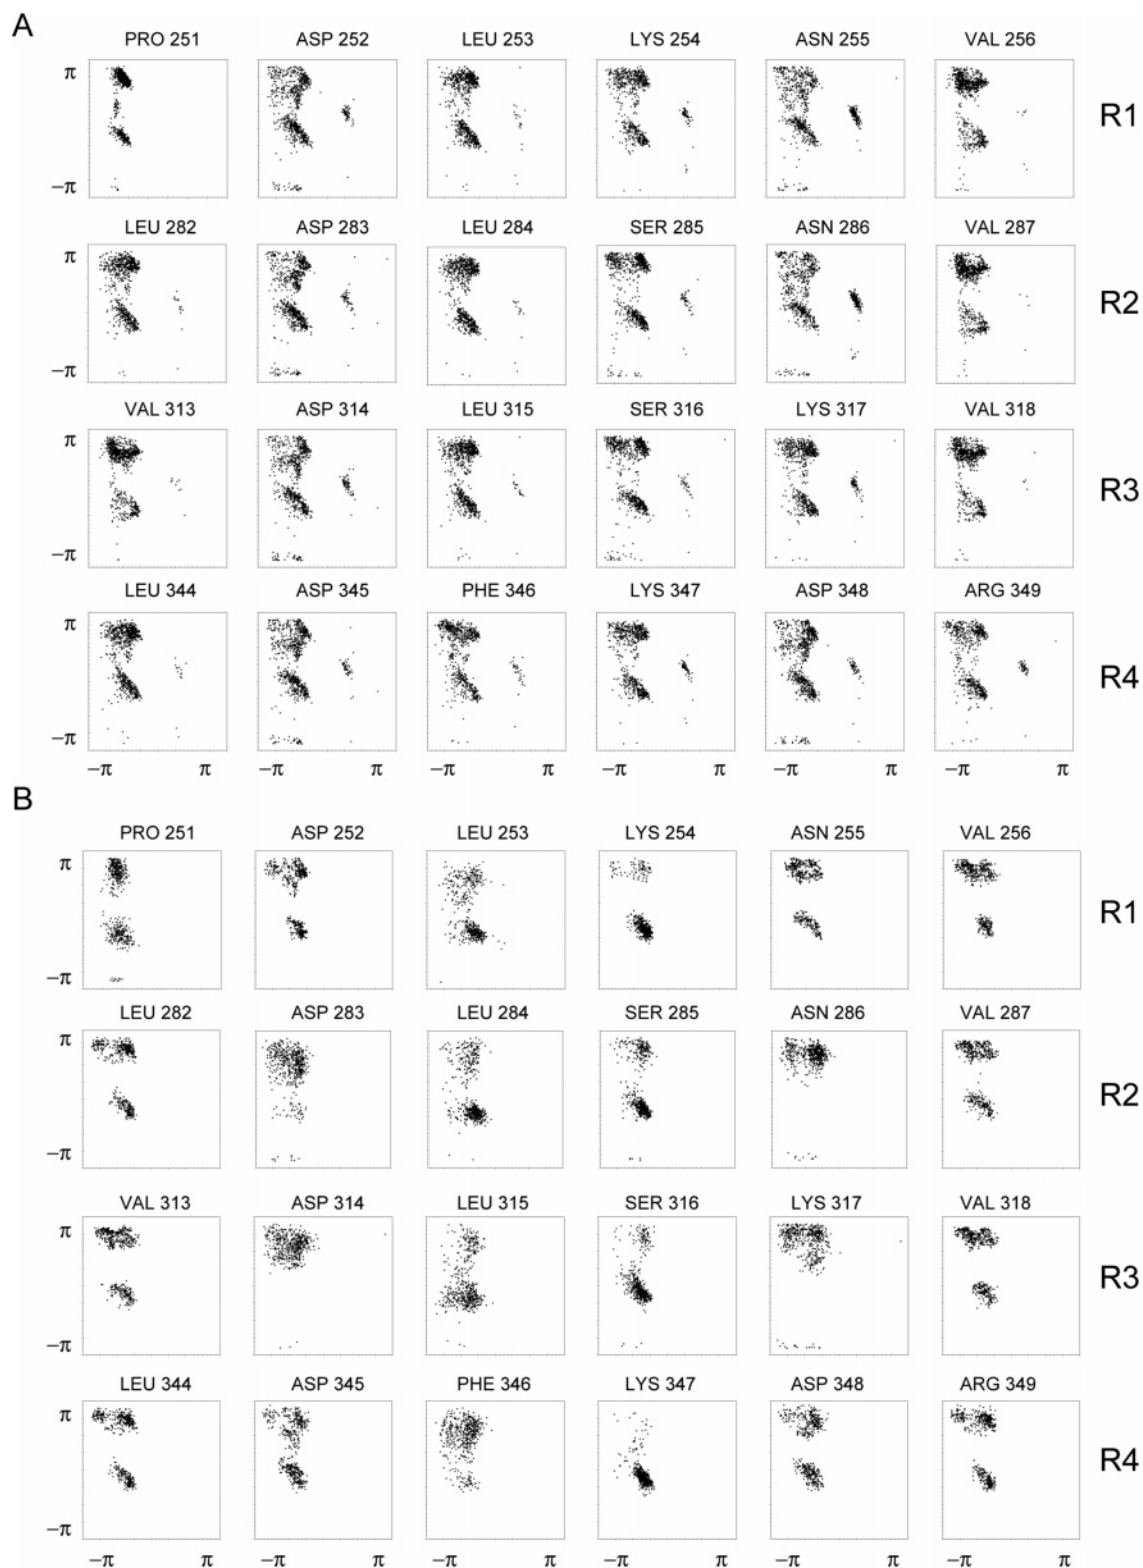 A
PRO 251 ASP 252 LEU 253 LYS 254 ASN 255 VAL 256
π
R1
−π
LEU 282 ASP 283 LEU 284 SER 285 ASN 286 VAL 287
π
R2
−π
VAL 313 ASP 314 LEU 315 SER 316 LYS 317 VAL 318
π
R3
−π
LEU 344 ASP 345 PHE 346 LYS 347 ASP 348 ARG 349
π
R4
−π
−π π −π π −π π
B
PRO 251 ASP 252 LEU 253 LYS 254 ASN 255 VAL 256
π
R1
−π
LEU 282 ASP 283 LEU 284 SER 285 ASN 286 VAL 287
π
R2
−π
VAL 313 ASP 314 LEU 315 SER 316 LYS 317 VAL 318
π
R3
−π
LEU 344 ASP 345 PHE 346 LYS 347 ASP 348 ARG 349
π
R4
−π
−π π −π π −π π